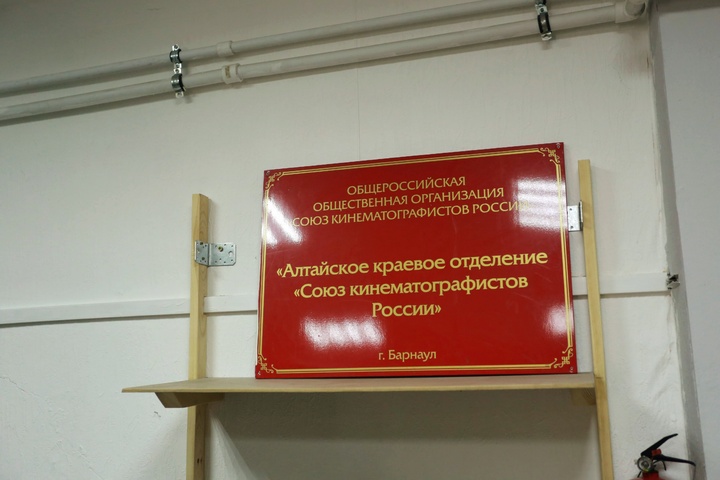 ОБЩЕРОССИЙСКАЯ
ОБЩЕСТВЕННАЯ ОРГАНИЗАЦИЯ
СОЮЗ КИНЕМАТОГРАФИСТОВ РОССИИ
«Алтайское краевое отделение
«Союз кинематографистов
России»
г. Барнаул